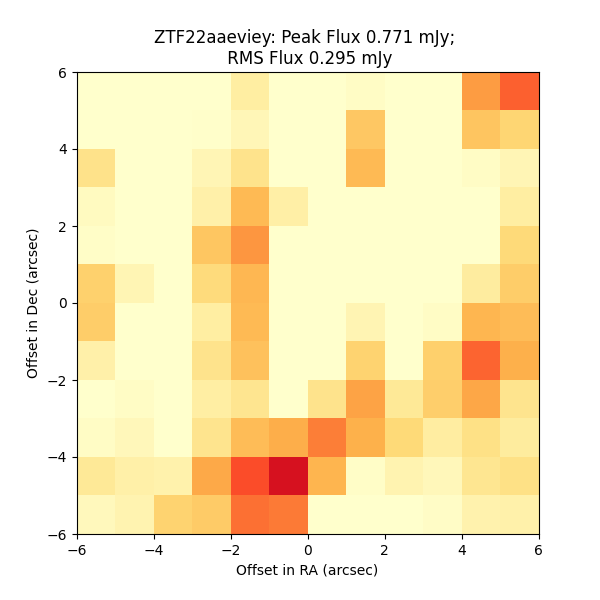 ZTF22aaeviey: Peak Flux 0.771 mJy;
RMS Flux 0.295 mJy
6
4
2
0
−2
−4
−6
Offset in Dec (arcsec)
−6 −4 −2 0 2 4 6
Offset in RA (arcsec)